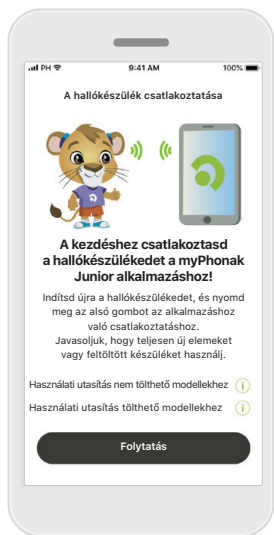 PH 9:41 AM 100%
A hallókészülék csatlakoztatása
A kezdéshez csatlakoztasd
a hallókészülékedet a myPhonak
Junior alkalmazáshoz!
Indítsd újra a hallókészülékedet, és nyomd
meg az alsó gombot az alkalmazáshoz
való csatlakoztatáshoz.
Javasoljuk, hogy teljesen új elemeket
vagy feltöltött készüléket használj.
Használati utasítás nem tölthető modellekhez i
Használati utasítás tölthető modellekhez i
Folytatás